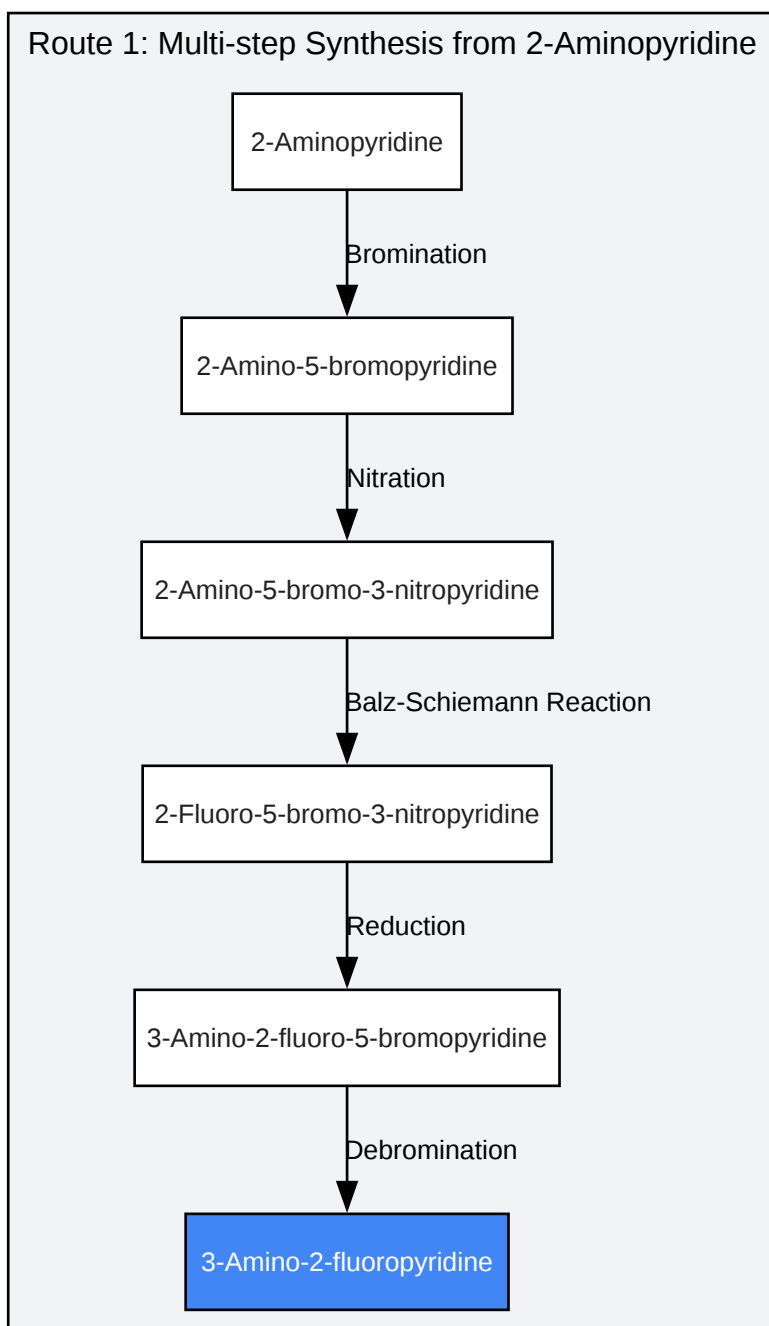 Route 1: Multi-step Synthesis from 2-Aminopyridine
2-Aminopyridine
Bromination
2-Amino-5-bromopyridine
Nitration
2-Amino-5-bromo-3-nitropyridine
Balz-Schiemann Reaction
2-Fluoro-5-bromo-3-nitropyridine
Reduction
3-Amino-2-fluoro-5-bromopyridine
Debromination
3-Amino-2-fluoropyridine